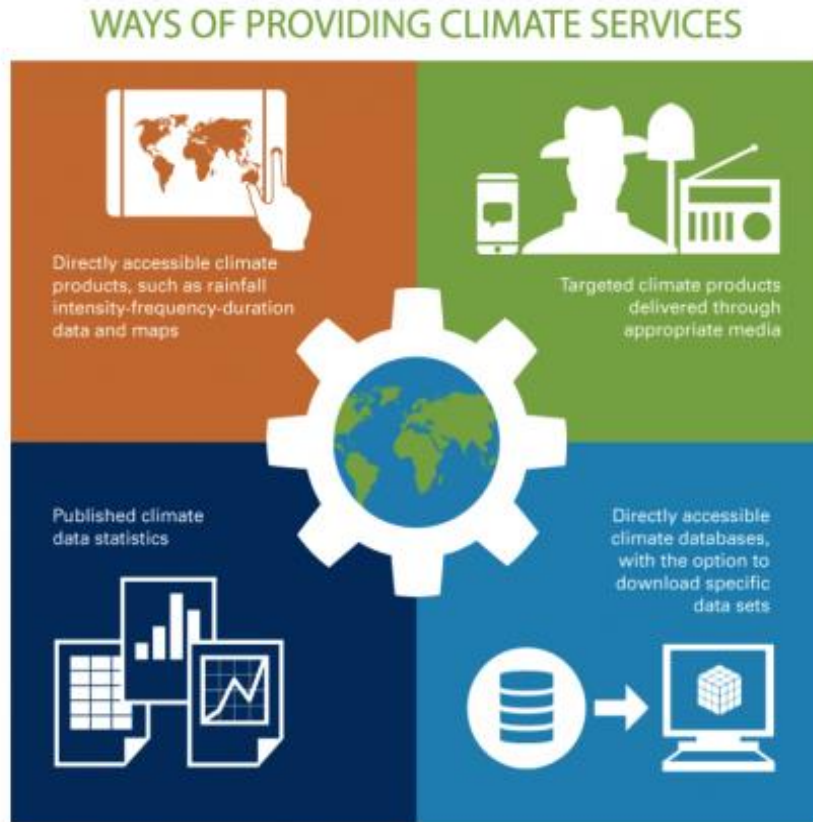 WAYS OF PROVIDING CLIMATE SERVICES
Directly accessible climate
products, such as rainfall
intensity-frequency-duration
data and maps
Targeted climate products
delivered through
appropriate media
Published climate
data statistics
Directly accessible
climate databases,
with the option to
download specific
data sets